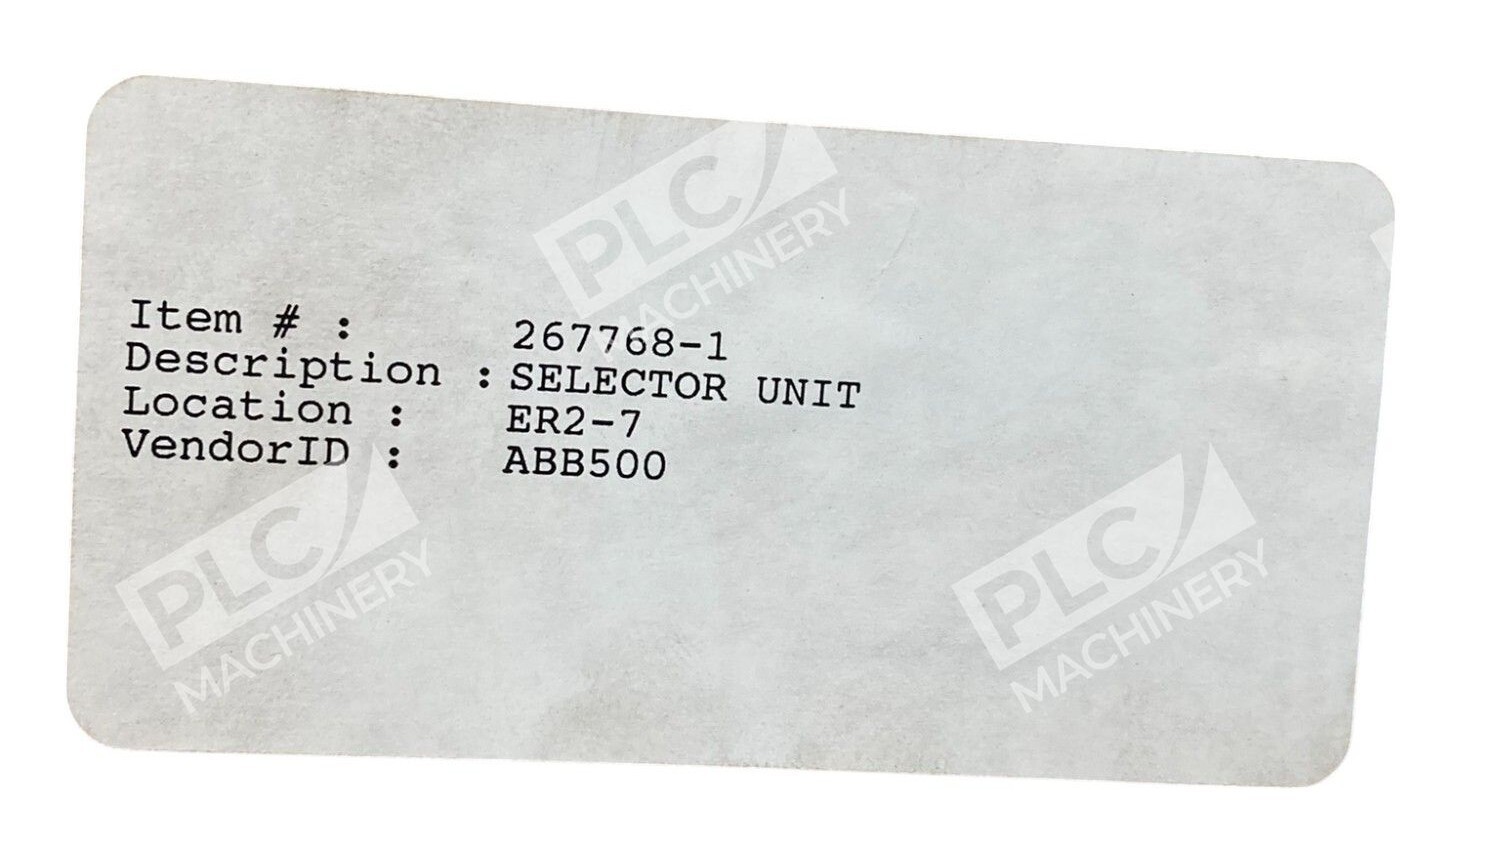 PLC
MACHINERY
Item # : 267768-1
Description : SELECTOR UNIT
Location : ER2-7
VendorID : ABB500
PLC
MACHINERY
PLC
MACHINERY